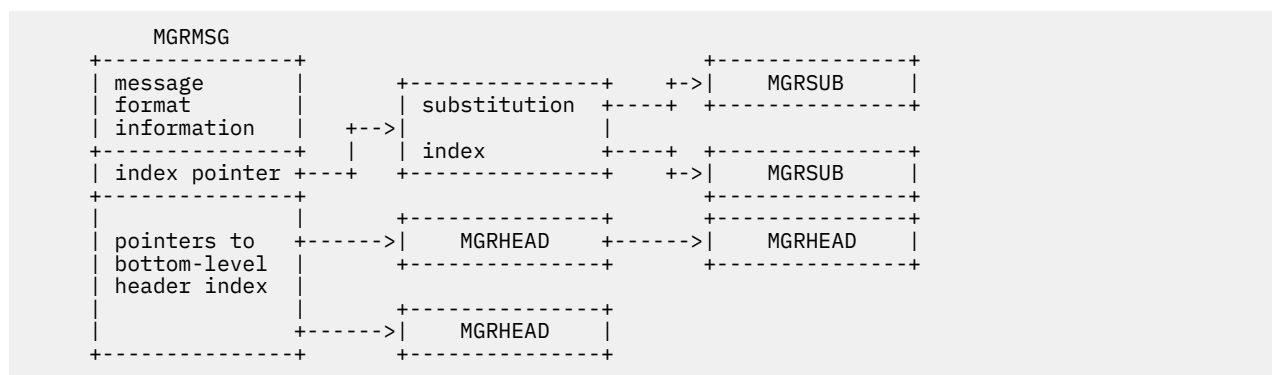 MGRMSG
message
format
information
index pointer
pointers to
bottom-level
header index
substitution
index
MGRSUB
MGRSUB
MGRHEAD
MGRHEAD
MGRHEAD